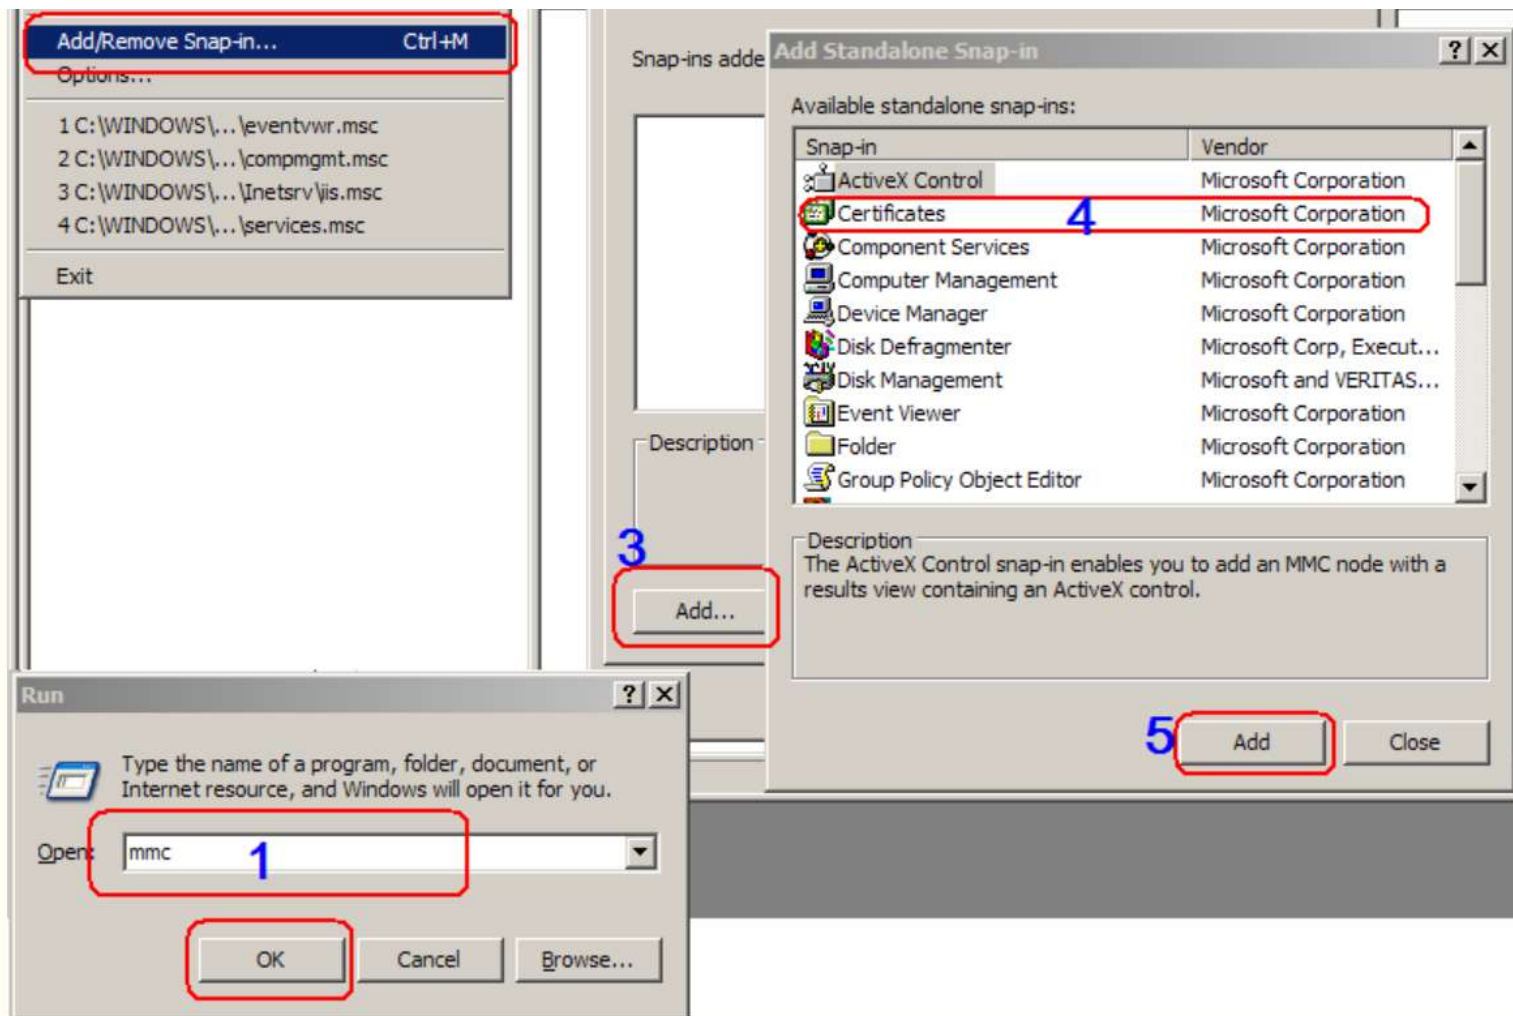 Add/Remove Snap-in... Ctrl+M
Options...
1 C:\WINDOWS\...\eventvwr.msc
2 C:\WINDOWS\...\compmgmt.msc
3 C:\WINDOWS\...\Inetsrv\iis.msc
4 C:\WINDOWS\...\services.msc
Exit
Snap-ins adde
Description
3
Add...
Add Standalone Snap-in
Available standalone snap-ins:
Snap-in Vendor
ActiveX Control Microsoft Corporation
Certificates 4 Microsoft Corporation
Component Services Microsoft Corporation
Computer Management Microsoft Corporation
Device Manager Microsoft Corporation
Disk Defragmenter Microsoft Corp, Execut...
Disk Management Microsoft and VERITAS...
Event Viewer Microsoft Corporation
Folder Microsoft Corporation
Group Policy Object Editor Microsoft Corporation
Description
The ActiveX Control snap-in enables you to add an MMC node with a
results view containing an ActiveX control.
5 Add Close
Run
Type the name of a program, folder, document, or
Internet resource, and Windows will open it for you.
Open: mmc 1
OK Cancel Browse...